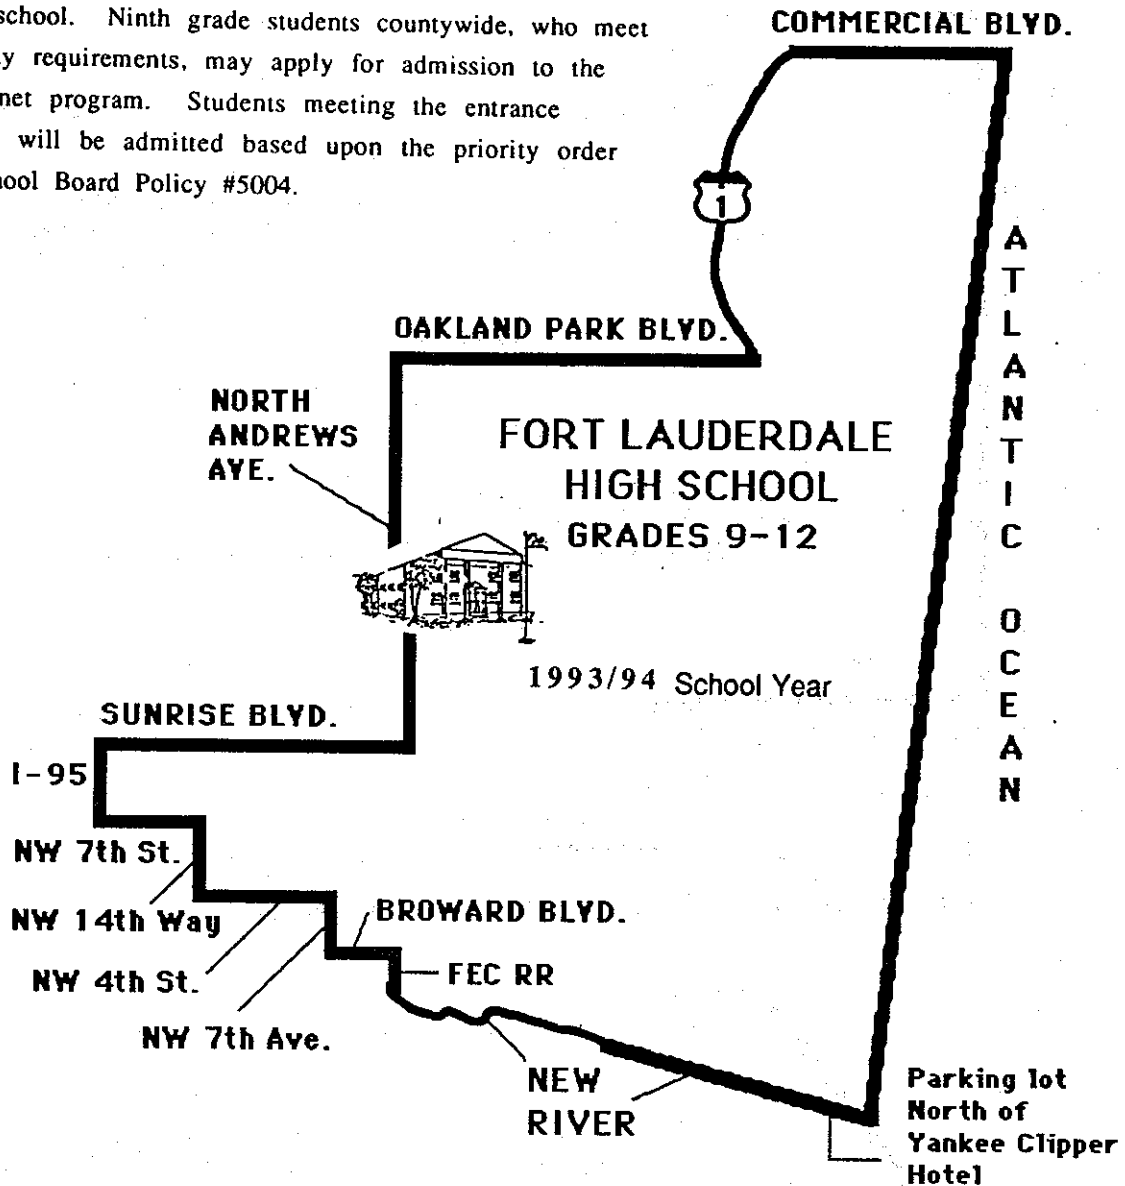 school. Ninth grade students countywide, who meet
y requirements, may apply for admission to the
net program. Students meeting the entrance
will be admitted based upon the priority order
hool Board Policy #5004.
COMMERCIAL BLVD.
1
ATLANTIC OCEAN
OAKLAND PARK BLVD.
NORTH
ANDREWS
AVE.
FORT LAUDERDALE
HIGH SCHOOL
GRADES 9-12
1993/94 School Year
SUNRISE BLVD.
I-95
NW 7th St.
NW 14th Way
BROWARD BLVD.
NW 4th St.
FEC RR
NW 7th Ave.
NEW
RIVER
Parking lot
North of
Yankee Clipper
Hotel